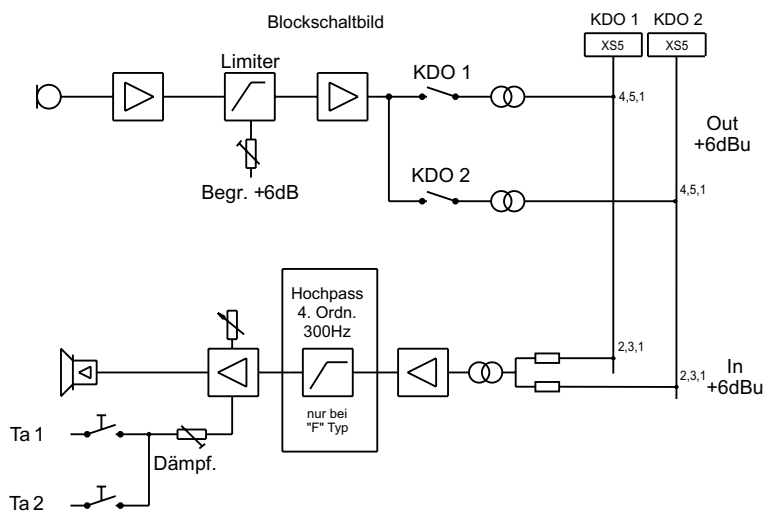 Blockschaltbild
KDO 1
KDO 2
XS5
XS5
Limiter
KDO 1
4,5,1
Out
+6dBu
Begr. +6dB
KDO 2
4,5,1
Hochpass
4. Ordn.
300Hz
2,3,1
In
+6dBu
2,3,1
nur bei
"F" Typ
Ta 1
Dämpf.
Ta 2